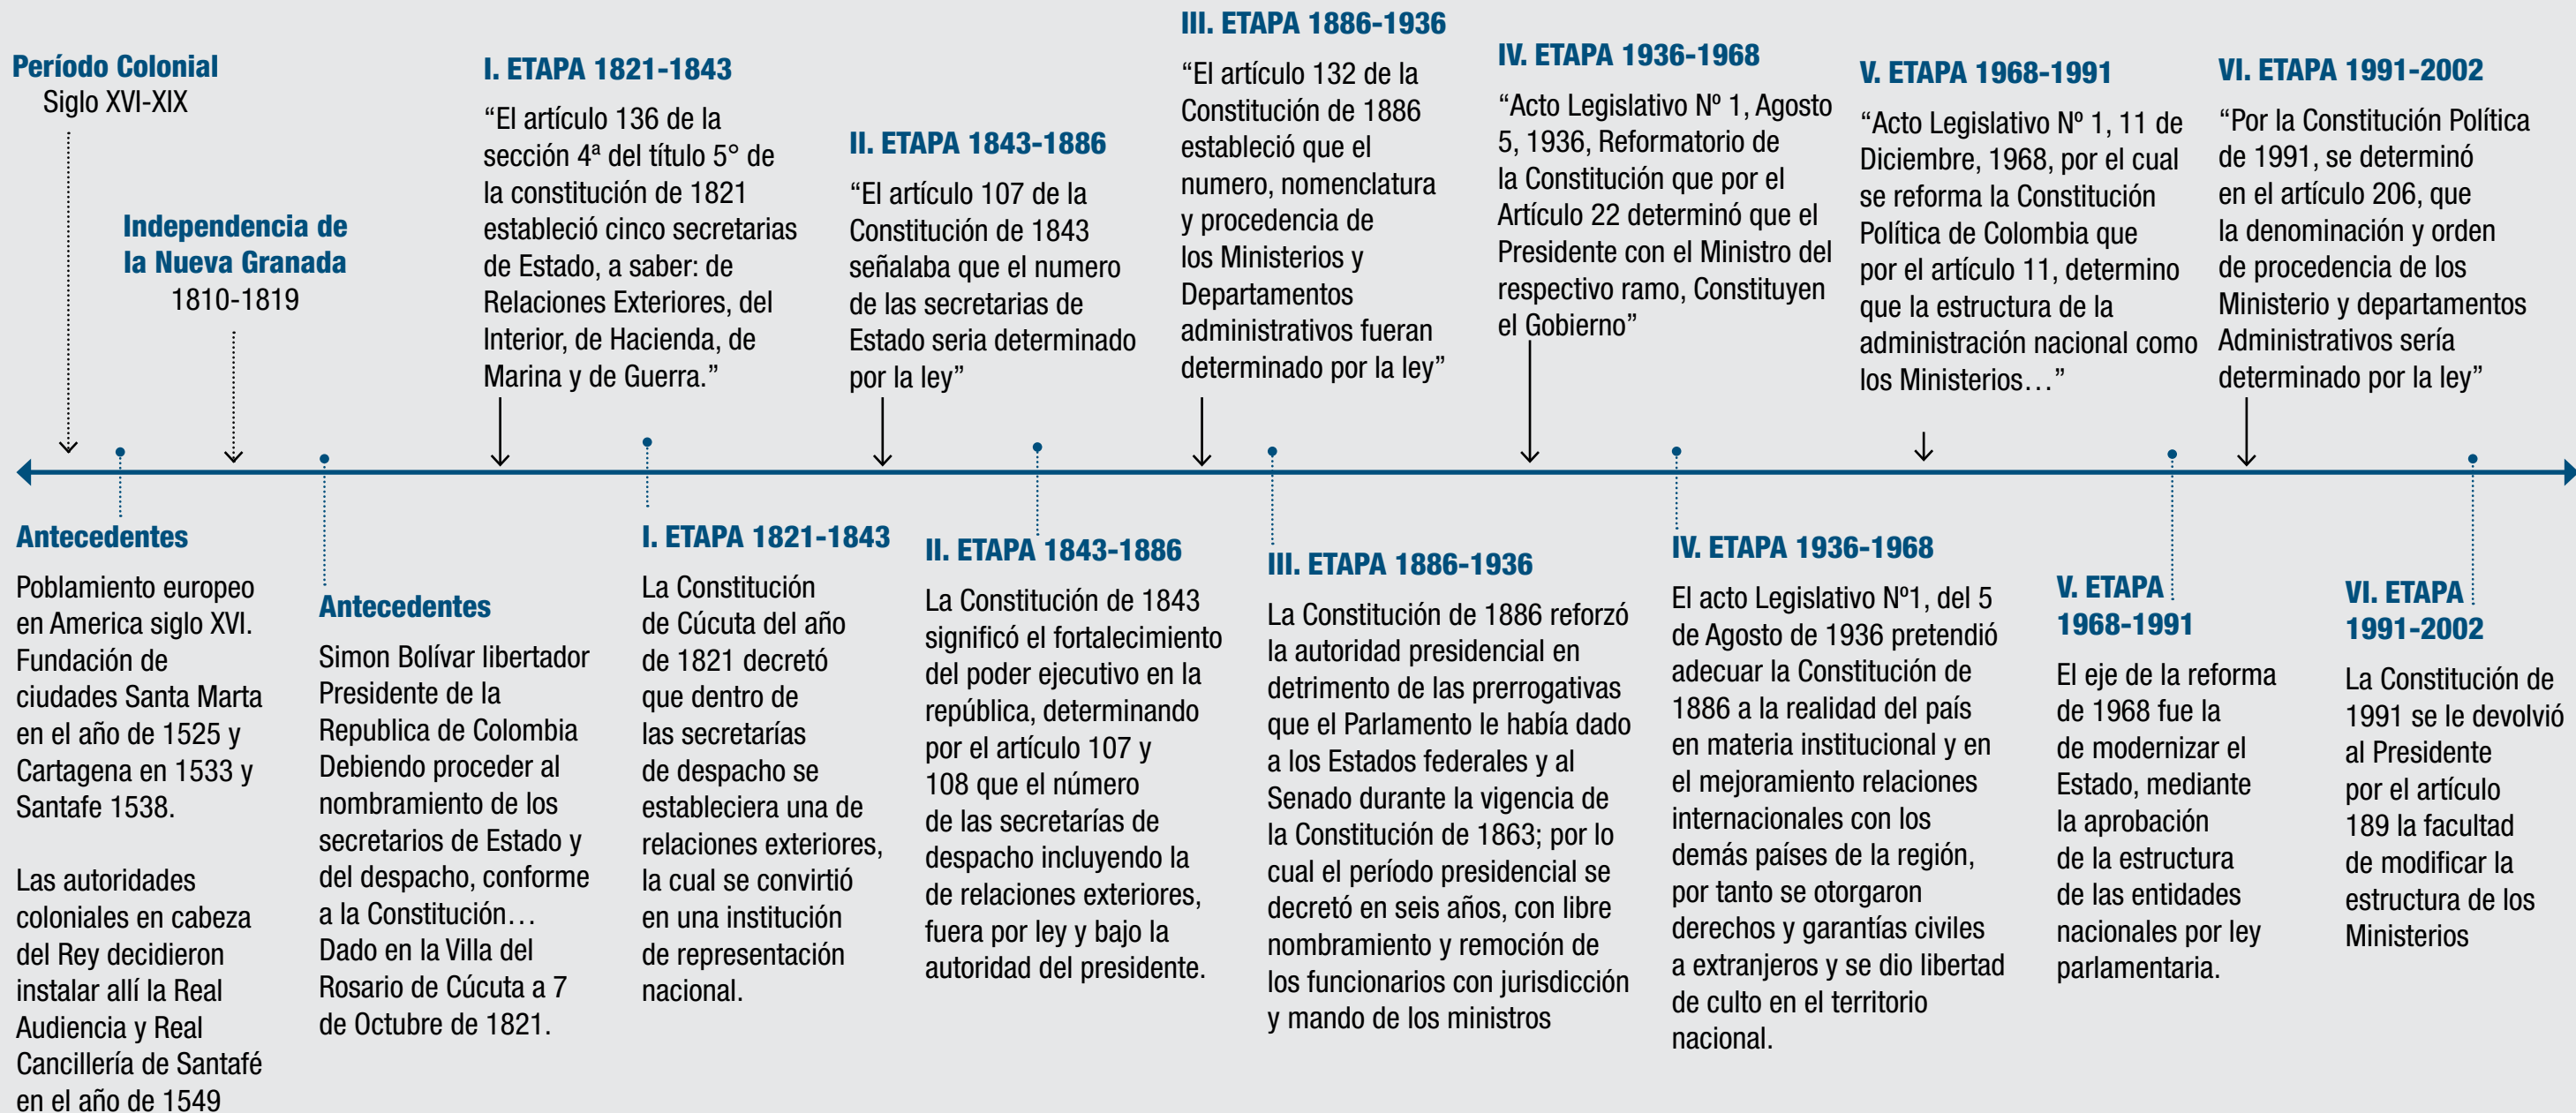 Período Colonial
Siglo XVI-XIX
Independencia de
la Nueva Granada
1810-1819
I. ETAPA 1821-1843
“El artículo 136 de la
sección 4ª del título 5° de
la constitución de 1821
estableció cinco secretarias
de Estado, a saber: de
Relaciones Exteriores, del
Interior, de Hacienda, de
Marina y de Guerra.”
II. ETAPA 1843-1886
“El artículo 107 de la
Constitución de 1843
señalaba que el numero
de las secretarias de
Estado seria determinado
por la ley”
III. ETAPA 1886-1936
“El artículo 132 de la
Constitución de 1886
estableció que el
numero, nomenclatura
y procedencia de
los Ministerios y
Departamentos
administrativos fueran
determinado por la ley”
IV. ETAPA 1936-1968
“Acto Legislativo Nº 1, Agosto
5, 1936, Reformatorio de
la Constitución que por el
Artículo 22 determinó que el
Presidente con el Ministro del
respectivo ramo, Constituyen
el Gobierno”
V. ETAPA 1968-1991
“Acto Legislativo Nº 1, 11 de
Diciembre, 1968, por el cual
se reforma la Constitución
Política de Colombia que
por el artículo 11, determino
que la estructura de la
administración nacional como
los Ministerios…”
VI. ETAPA 1991-2002
“Por la Constitución Política
de 1991, se determinó
en el artículo 206, que
la denominación y orden
de procedencia de los
Ministerio y departamentos
Administrativos sería
determinado por la ley”
Antecedentes
Poblamiento europeo
en America siglo XVI.
Fundación de
ciudades Santa Marta
en el año de 1525 y
Cartagena en 1533 y
Santafe 1538.
Las autoridades
coloniales en cabeza
del Rey decidieron
instalar allí la Real
Audiencia y Real
Cancillería de Santafé
en el año de 1549
Antecedentes
Simon Bolívar libertador
Presidente de la
Republica de Colombia
Debiendo proceder al
nombramiento de los
secretarios de Estado y
del despacho, conforme
a la Constitución…
Dado en la Villa del
Rosario de Cúcuta a 7
de Octubre de 1821.
I. ETAPA 1821-1843
La Constitución
de Cúcuta del año
de 1821 decretó
que dentro de
las secretarías
de despacho se
estableciera una de
relaciones exteriores,
la cual se convirtió
en una institución
de representación
nacional.
II. ETAPA 1843-1886
La Constitución de 1843
significó el fortalecimiento
del poder ejecutivo en la
república, determinando
por el artículo 107 y
108 que el número
de las secretarías de
despacho incluyendo la
de relaciones exteriores,
fuera por ley y bajo la
autoridad del presidente.
III. ETAPA 1886-1936
La Constitución de 1886 reforzó
la autoridad presidencial en
detrimento de las prerrogativas
que el Parlamento le había dado
a los Estados federales y al
Senado durante la vigencia de
la Constitución de 1863; por lo
cual el período presidencial se
decretó en seis años, con libre
nombramiento y remoción de
los funcionarios con jurisdicción
y mando de los ministros
IV. ETAPA 1936-1968
El acto Legislativo Nº1, del 5
de Agosto de 1936 pretendió
adecuar la Constitución de
1886 a la realidad del país
en materia institucional y en
el mejoramiento relaciones
internacionales con los
demás países de la región,
por tanto se otorgaron
derechos y garantías civiles
a extranjeros y se dio libertad
de culto en el territorio
nacional.
V. ETAPA
1968-1991
El eje de la reforma
de 1968 fue la
de modernizar el
Estado, mediante
la aprobación
de la estructura
de las entidades
nacionales por ley
parlamentaria.
VI. ETAPA
1991-2002
La Constitución de
1991 se le devolvió
al Presidente
por el artículo
189 la facultad
de modificar la
estructura de los
Ministerios